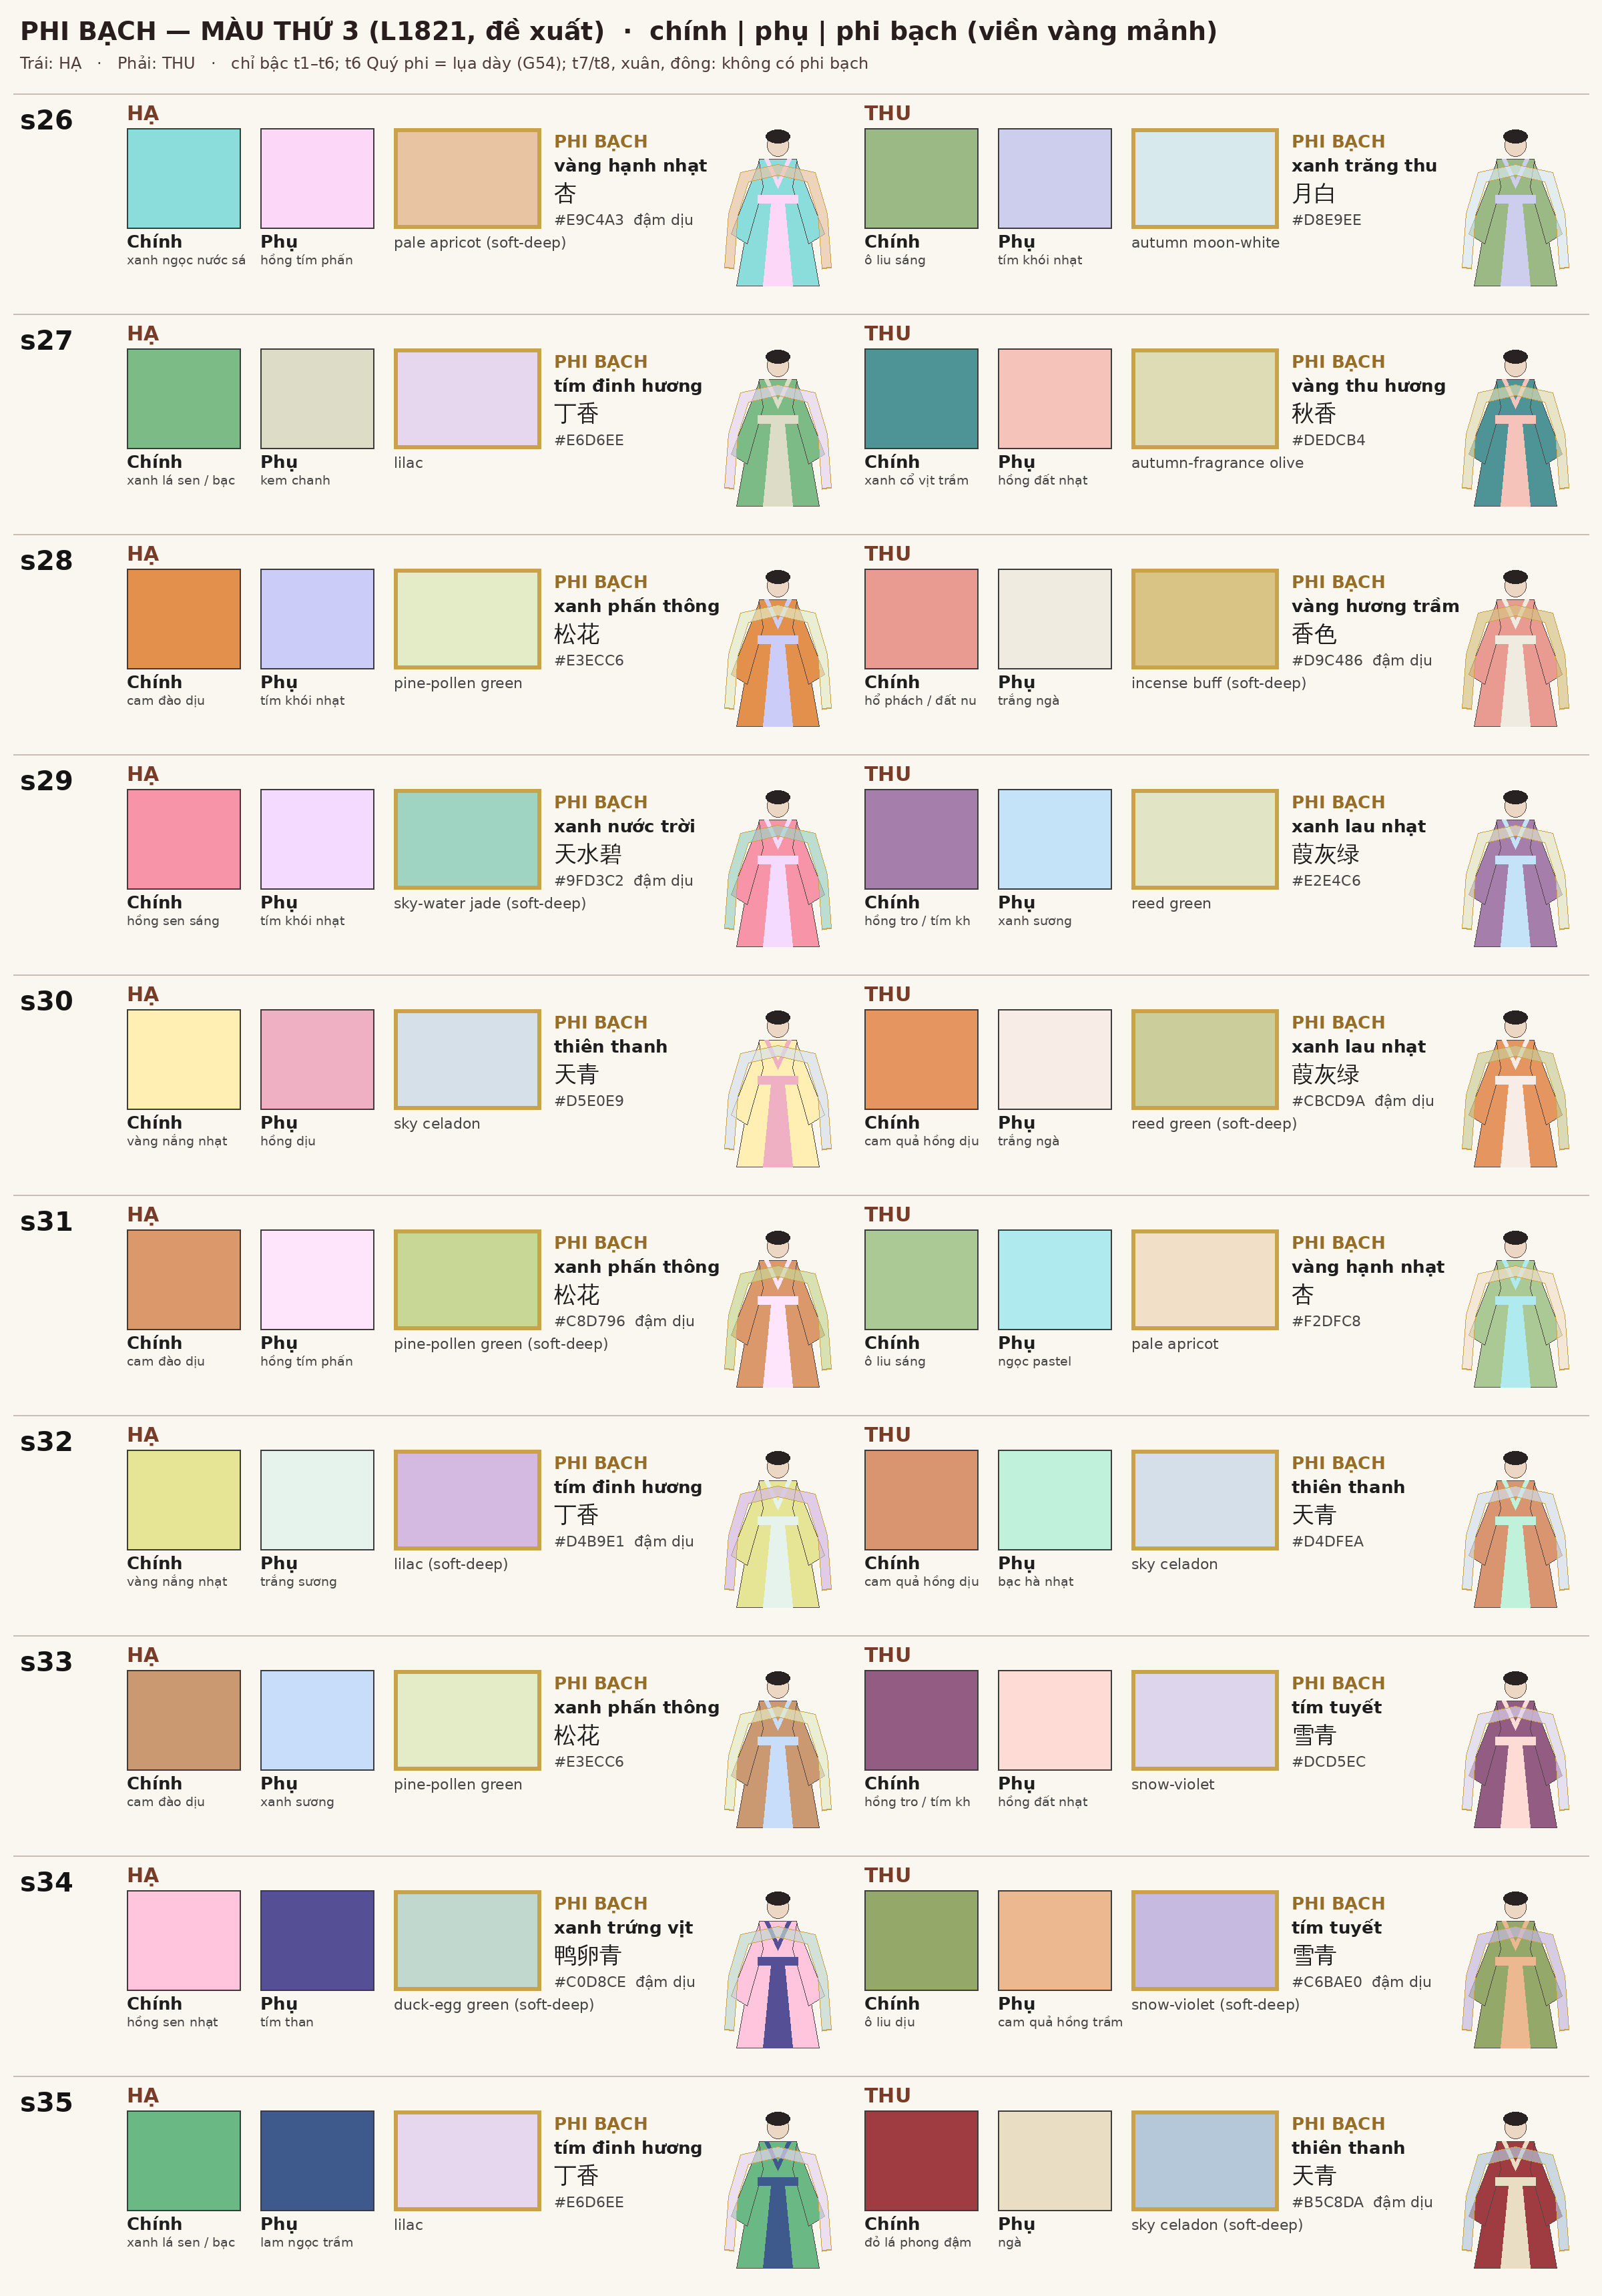 PHI BẠCH — MÀU THỨ 3 (L1821, đề xuất)  ·  chính | phụ | phi bạch (viền vàng mảnh)
Trái: HẠ  ·  Phải: THU  ·  chỉ bậc t1–t6; t6 Quý phi = lụa dày (G54); t7/t8, xuân, đông: không có phi bạch
s26
HẠ
PHI BẠCH
vàng hạnh nhạt
杏
#E9C4A3 đậm dịu
Chính
xanh ngọc nước sá
Phụ
hồng tím phấn
pale apricot (soft-deep)
THU
PHI BẠCH
xanh trăng thu
月白
#D8E9EE
Chính
ô liu sáng
Phụ
tím khói nhạt
autumn moon-white
s27
HẠ
PHI BẠCH
tím đinh hương
丁香
#E6D6EE
Chính
xanh lá sen / bạc
Phụ
kem chanh
lilac
THU
PHI BẠCH
vàng thu hương
秋香
#DEDCB4
Chính
xanh cổ vịt trầm
Phụ
hồng đất nhạt
autumn-fragrance olive
s28
HẠ
PHI BẠCH
xanh phấn thông
松花
#E3ECC6
Chính
cam đào dịu
Phụ
tím khói nhạt
pine-pollen green
THU
PHI BẠCH
vàng hương trầm
香色
#D9C486 đậm dịu
Chính
hổ phách / đất nu
Phụ
trắng ngà
incense buff (soft-deep)
s29
HẠ
PHI BẠCH
xanh nước trời
天水碧
#9FD3C2 đậm dịu
Chính
hồng sen sáng
Phụ
tím khói nhạt
sky-water jade (soft-deep)
THU
PHI BẠCH
xanh lau nhạt
葭灰绿
#E2E4C6
Chính
hồng tro / tím kh
Phụ
xanh sương
reed green
s30
HẠ
PHI BẠCH
thiên thanh
天青
#D5E0E9
Chính
vàng nắng nhạt
Phụ
hồng dịu
sky celadon
THU
PHI BẠCH
xanh lau nhạt
葭灰绿
#CBCD9A đậm dịu
Chính
cam quả hồng dịu
Phụ
trắng ngà
reed green (soft-deep)
s31
HẠ
PHI BẠCH
xanh phấn thông
松花
#C8D796 đậm dịu
Chính
cam đào dịu
Phụ
hồng tím phấn
pine-pollen green (soft-deep)
THU
PHI BẠCH
vàng hạnh nhạt
杏
#F2DFC8
Chính
ô liu sáng
Phụ
ngọc pastel
pale apricot
s32
HẠ
PHI BẠCH
tím đinh hương
丁香
#D4B9E1 đậm dịu
Chính
vàng nắng nhạt
Phụ
trắng sương
lilac (soft-deep)
THU
PHI BẠCH
thiên thanh
天青
#D4DFEA
Chính
cam quả hồng dịu
Phụ
bạc hà nhạt
sky celadon
s33
HẠ
PHI BẠCH
xanh phấn thông
松花
#E3ECC6
Chính
cam đào dịu
Phụ
xanh sương
pine-pollen green
THU
PHI BẠCH
tím tuyết
雪青
#DCD5EC
Chính
hồng tro / tím kh
Phụ
hồng đất nhạt
snow-violet
s34
HẠ
PHI BẠCH
xanh trứng vịt
鸭卵青
#C0D8CE đậm dịu
Chính
hồng sen nhạt
Phụ
tím than
duck-egg green (soft-deep)
THU
PHI BẠCH
tím tuyết
雪青
#C6BAE0 đậm dịu
Chính
ô liu dịu
Phụ
cam quả hồng trầm
snow-violet (soft-deep)
s35
HẠ
PHI BẠCH
tím đinh hương
丁香
#E6D6EE
Chính
xanh lá sen / bạc
Phụ
lam ngọc trầm
lilac
THU
PHI BẠCH
thiên thanh
天青
#B5C8DA đậm dịu
Chính
đỏ lá phong đậm
Phụ
ngà
sky celadon (soft-deep)